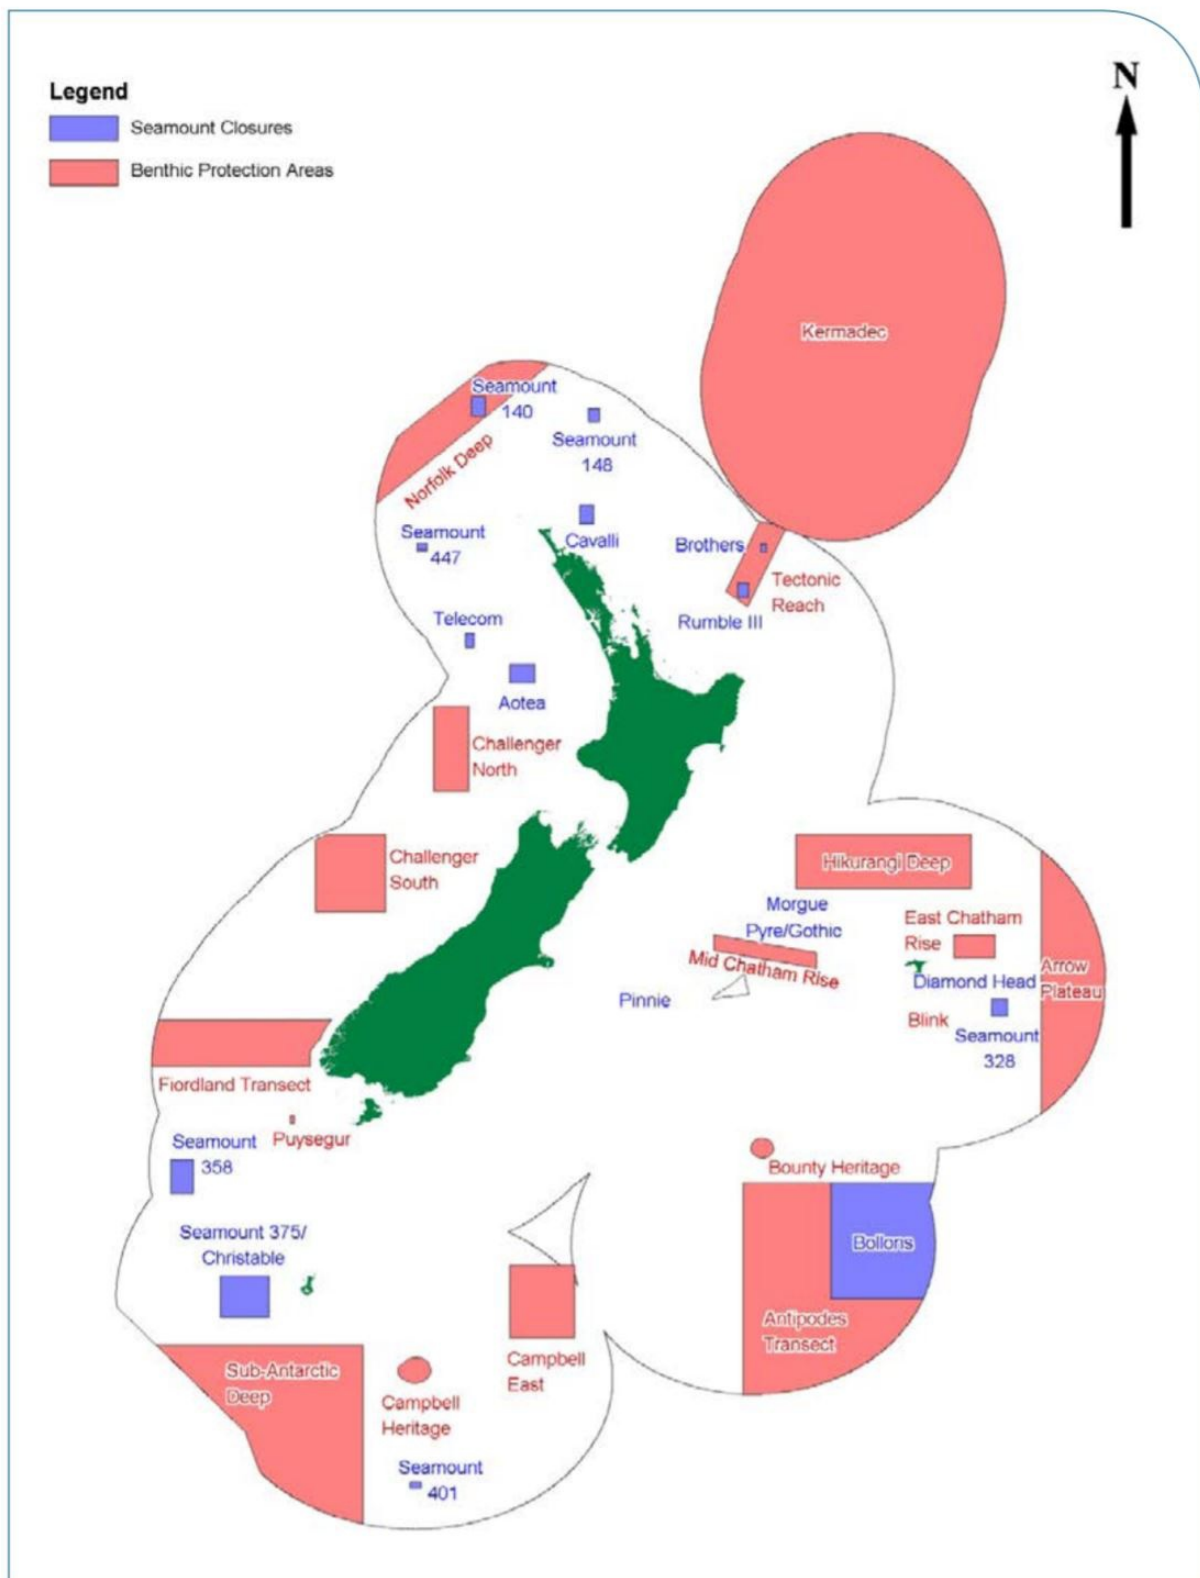 N
Legend
Seamount Closures
Benthic Protection Areas
Kermadec
Seamount
140
Seamount
148
Norfolk Deep
Seamount
447
Cavalli
Brothers
Tectonic
Reach
Rumble III
Telecom
Aotea
Challenger
North
Challenger
South
Hikurangi Deep
Morgue
Pyre/Gothic
East Chatham
Rise
Mid Chatham Rise
Arrow
Plateau
Diamond Head
Pinnie
Blink
Seamount
328
Fiordland Transect
Puysegur
Seamount
358
Bounty Heritage
Seamount 375/
Christable
Bollons
Antipodes
Transect
Campbell
East
Sub-Antarctic
Deep
Campbell
Heritage
Seamount
401